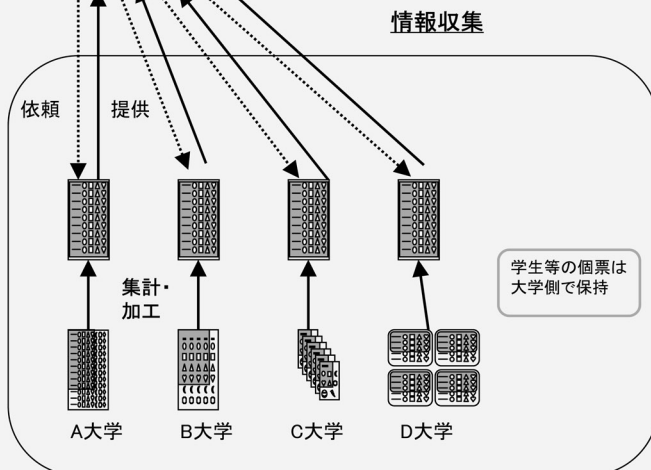 情報収集
依頼
提供
集計・
加工
学生等の個票は
大学側で保持
A大学
B大学
C大学
D大学